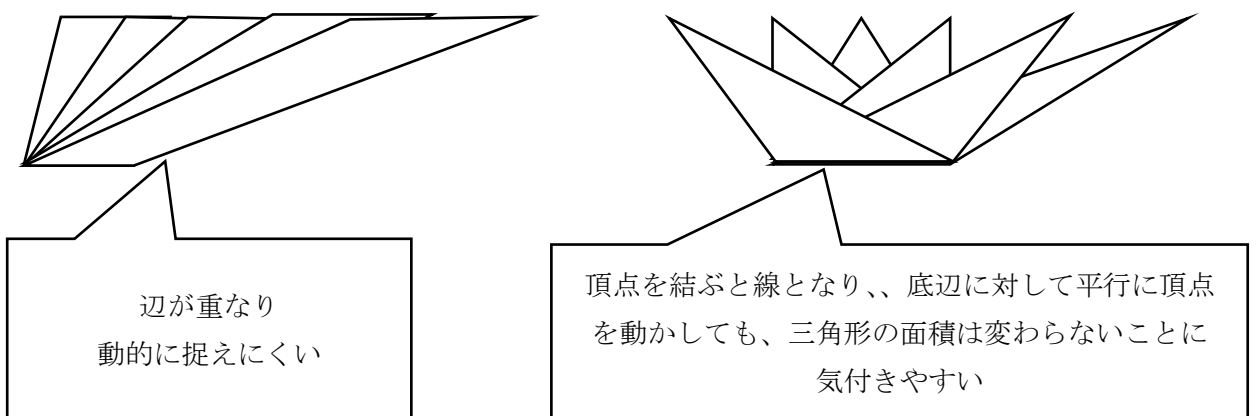 辺が重なり
動的に捉えにくい
頂点を結ぶと線となり、、底辺に対して平行に頂点
を動かしても、三角形の面積は変わらないことに
気付きやすい